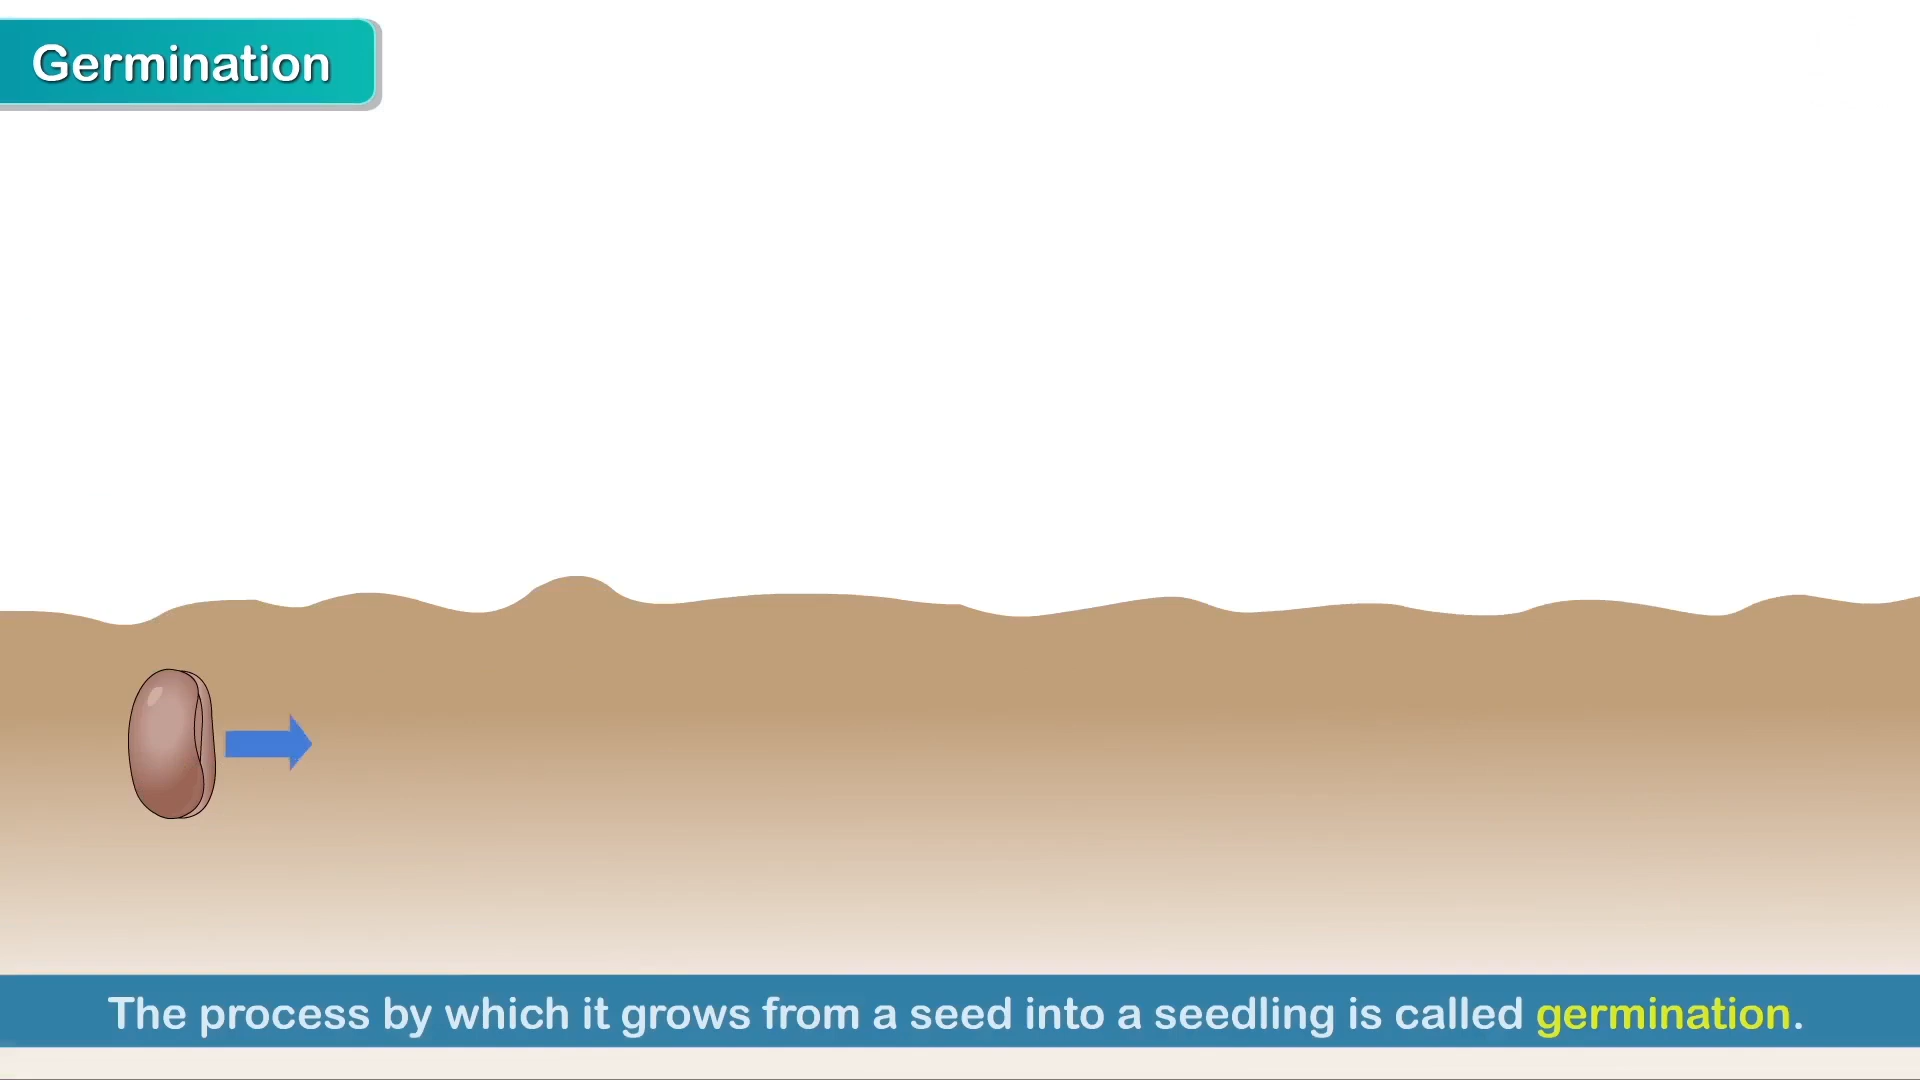 Germination
The process by which it grows from a seed into a seedling is called germination.